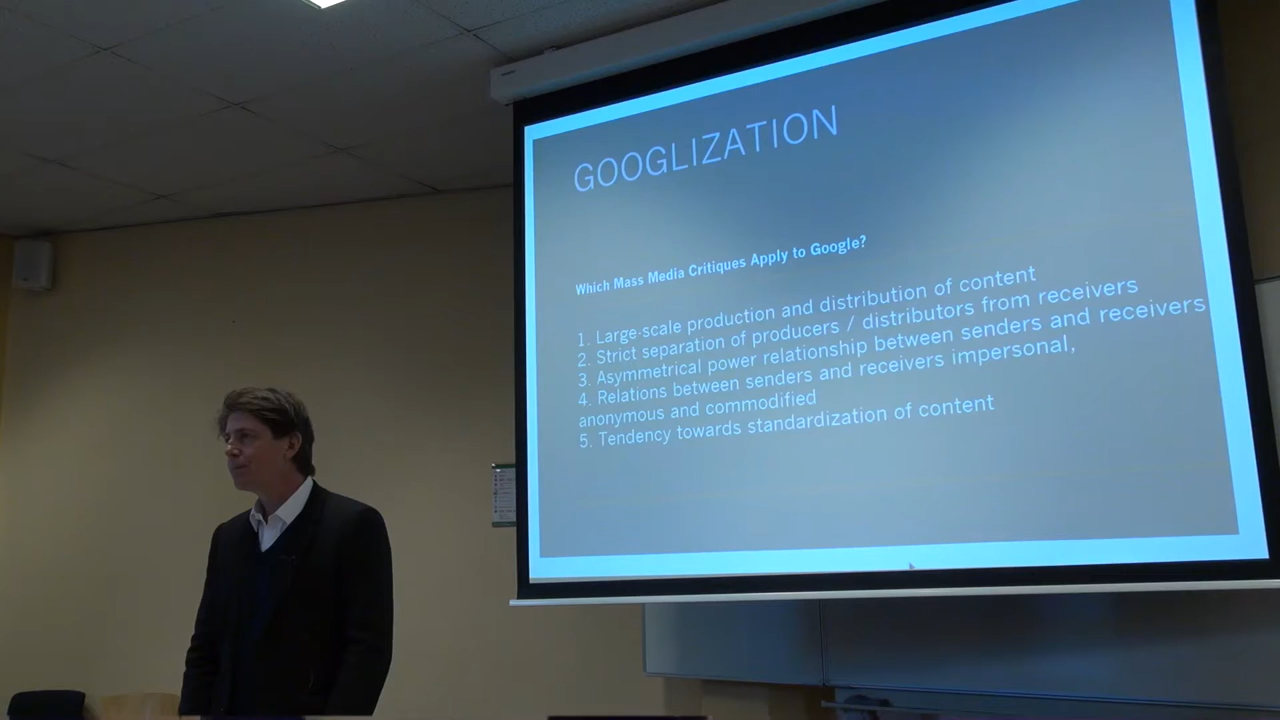 GOOGLIZATION
Which Mass Media Critiques Apply to Google?
1. Large-scale production and distribution of content
2. Strict separation of producers / distributors from receivers
3. Asymmetrical power relationship between senders and receivers
4. Relations between senders and receivers impersonal,
anonymous and commodified
5. Tendency towards standardization of content